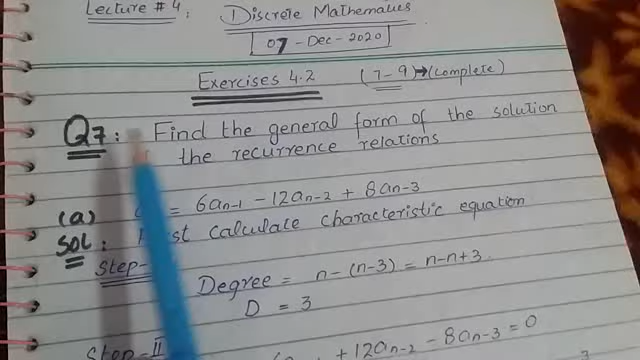 Lecture # 4. Discrete Mathematics
07 - Dec - 2020
Exercises 4.2 (7-9)→(Complete)
Q7: Find the general form of the solution
the recurrence relations
(a) = 6an-1 - 12an-2 + 8an-3
Sol: calculate characteristic equation
Step-
Degree = n - (n-3) = n-n+3
D = 3
Step-II + 12an-2 - 8an-3 = 0